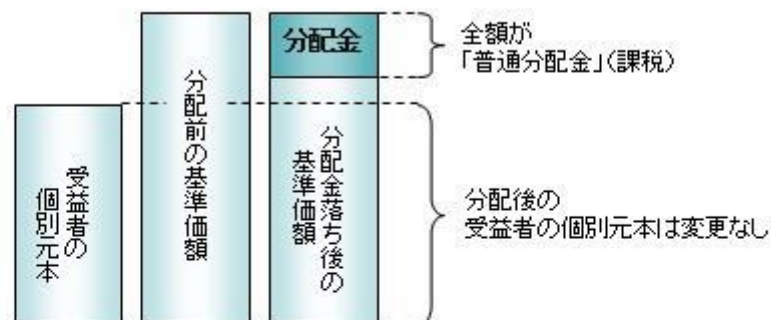 受益者の
個別元本
分配前の基準価額
分配金
分配金落ち後の
基準価額
全額が
「普通分配金」(課税)
分配後の
受益者の個別元本は変更なし